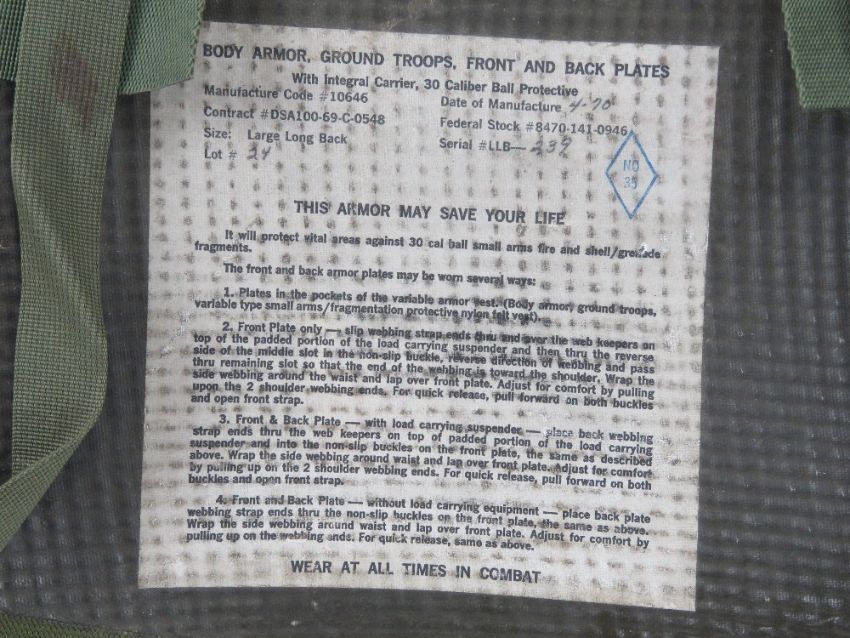 BODY ARMOR, GROUND TROOPS, FRONT AND BACK PLATES
With Integral Carrier, 30 Caliber Ball Protective
Manufacture Code #10646
Date of Manufacture 4-70
Contract #DSA100-69-C-0548
Federal Stock #8470-141-0946
Size: Large Long Back
Serial #LLB—239
Lot # 24
NO
35
THIS ARMOR MAY SAVE YOUR LIFE
It will protect vital areas against 30 cal ball small arms fire and shell/grenade
fragments.
The front and back armor plates may be worn several ways:
1. Plates in the pockets of the variable armor vest. (Body armor, ground troops,
variable type small arms/fragmentation protective nylon felt vest).
2. Front Plate only — slip webbing strap ends thru and over the web keepers on
top of the padded portion of the load carrying suspender and then thru the reverse
side of the middle slot in the non-slip buckle, reverse direction of webbing and pass
thru remaining slot so that the end of the webbing is toward the shoulder. Wrap the
side webbing around the waist and lap over front plate. Adjust for comfort by pulling
upon the 2 shoulder webbing ends. For quick release, pull forward on both buckles
and open front strap.
3. Front & Back Plate — with load carrying suspender — place back webbing
strap ends thru the web keepers on top of padded portion of the load carrying
suspender and into the non-slip buckles on the front plate, the same as described
above. Wrap the side webbing around waist and lap over front plate. Adjust for comfort
by pulling up on the 2 shoulder webbing ends. For quick release, pull forward on both
buckles and open front strap.
4. Front and Back Plate — without load carrying equipment — place back plate
webbing strap ends thru the non-slip buckles on the front plate, the same as above.
Wrap the side webbing around waist and lap over front plate. Adjust for comfort by
pulling up on the webbing ends. For quick release, same as above.
WEAR AT ALL TIMES IN COMBAT